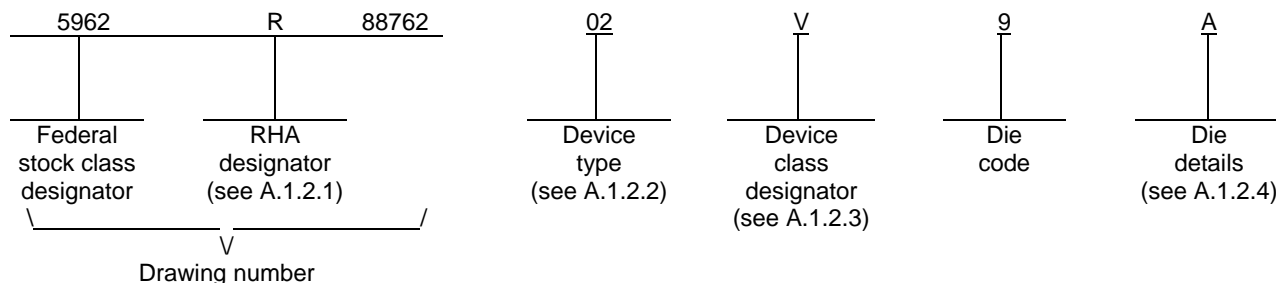 5962 R 88762 02 V 9 A
Federal stock class designator
RHA designator (see A.1.2.1)
Device type (see A.1.2.2)
Device class designator (see A.1.2.3)
Die code
Die details (see A.1.2.4)
Drawing number